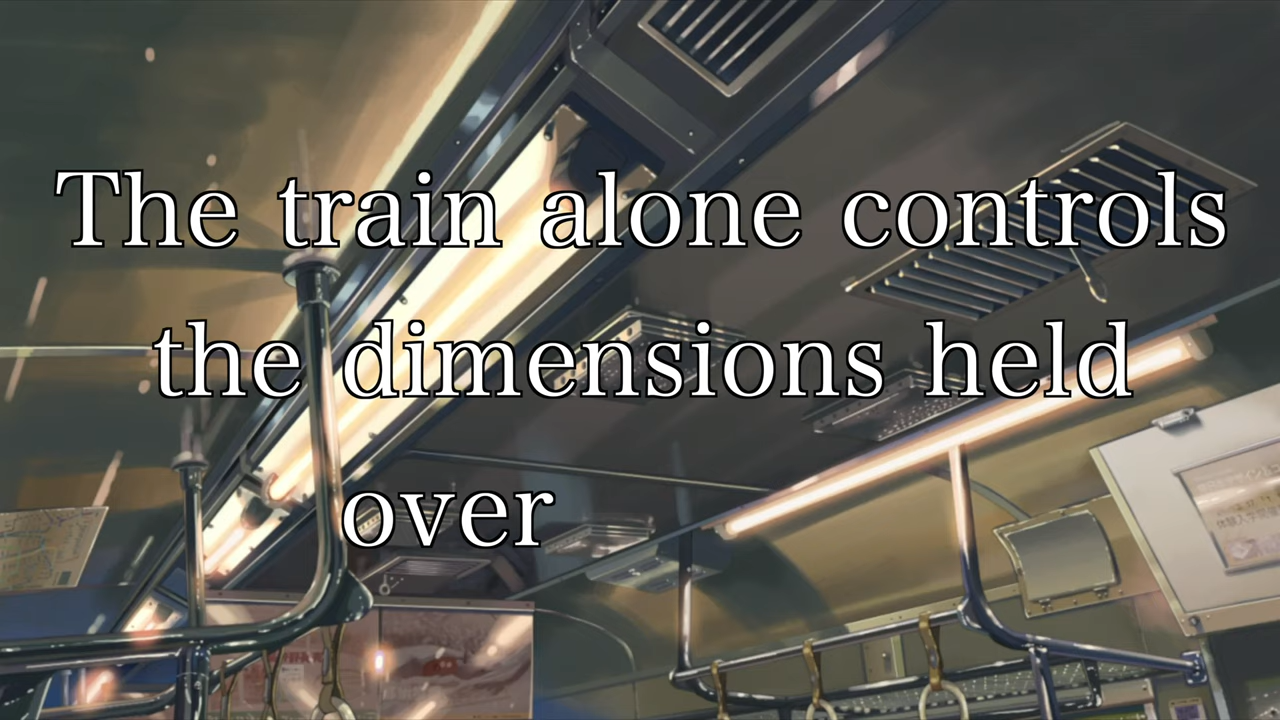 The train alone controls
the dimensions held
over